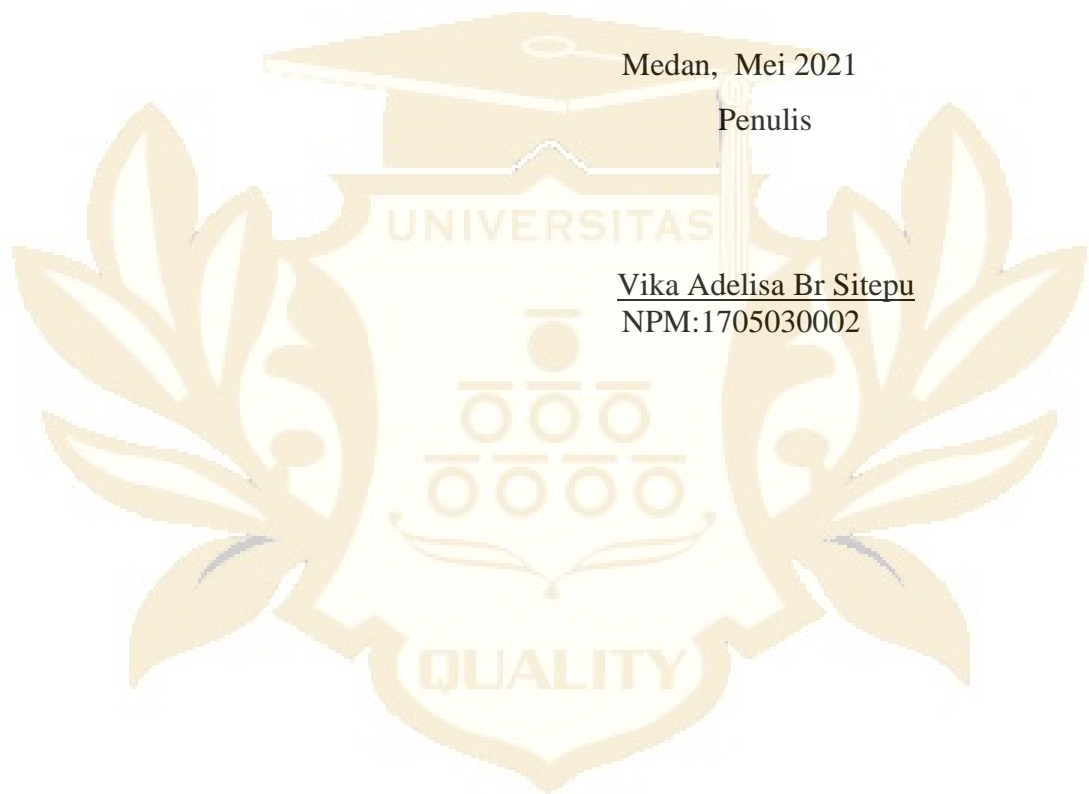 Medan, Mei 2021
Penulis
UNIVERSITAS
Vika Adelisa Br Sitepu
NPM:1705030002
QUALITY